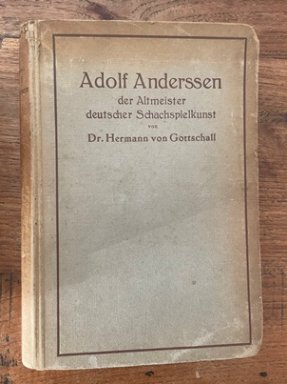 Adolf Anderssen
der Altmeister
deutscher Schachspielkunst
von
Dr. Hermann von Gottschall